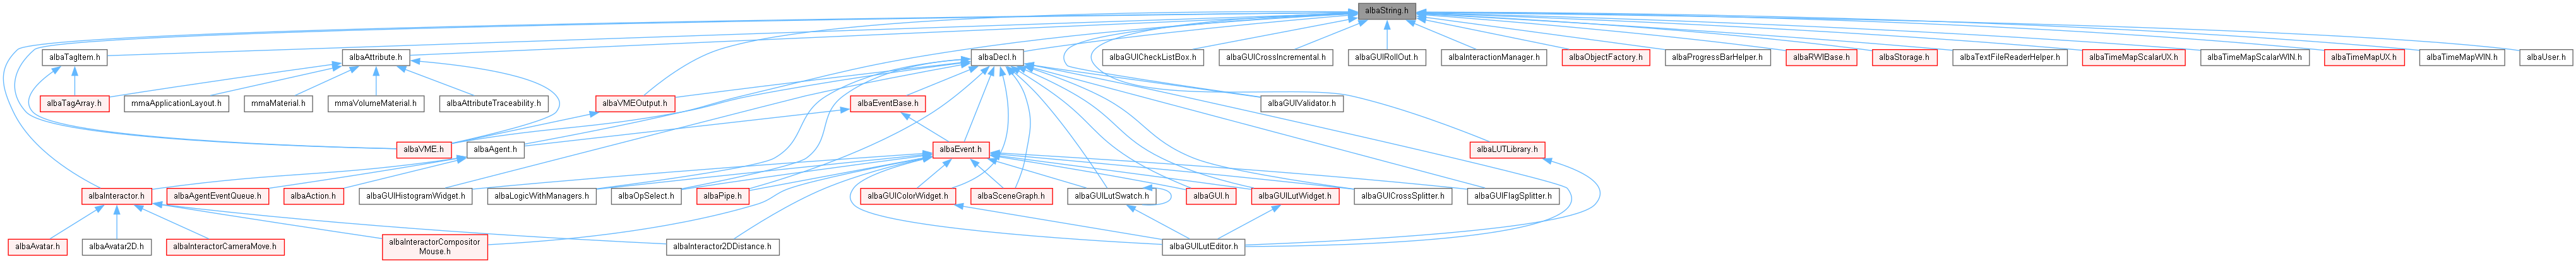 albaString.h
albaTagItem.h
albaAttribute.h
albaDecl.h
albaGUICheckListBox.h
albaGUICrossIncremental.h
albaGUIRollOut.h
albaInteractionManager.h
albaObjectFactory.h
albaProgressBarHelper.h
albaRWIBase.h
albaStorage.h
albaTextFileReaderHelper.h
albaTimeMapScalarUX.h
albaTimeMapScalarWIN.h
albaTimeMapUX.h
albaTimeMapWIN.h
albaUser.h
albaTagArray.h
mmaApplicationLayout.h
mmaMaterial.h
mmaVolumeMaterial.h
albaAttributeTraceability.h
albaVMEOutput.h
albaEventBase.h
albaGUIValidator.h
albaVME.h
albaAgent.h
albaEvent.h
albaLUTLibrary.h
albaInteractor.h
albaAgentEventQueue.h
albaAction.h
albaGUIHistogramWidget.h
albaLogicWithManagers.h
albaOpSelect.h
albaPipe.h
albaGUIColorWidget.h
albaSceneGraph.h
albaGUILutSwatch.h
albaGUI.h
albaGUILutWidget.h
albaGUICrossSplitter.h
albaGUIFlagSplitter.h
albaAvatar.h
albaAvatar2D.h
albaInteractorCameraMove.h
albaInteractorCompositor
Mouse.h
albaInteractor2DDistance.h
albaGUILutEditor.h